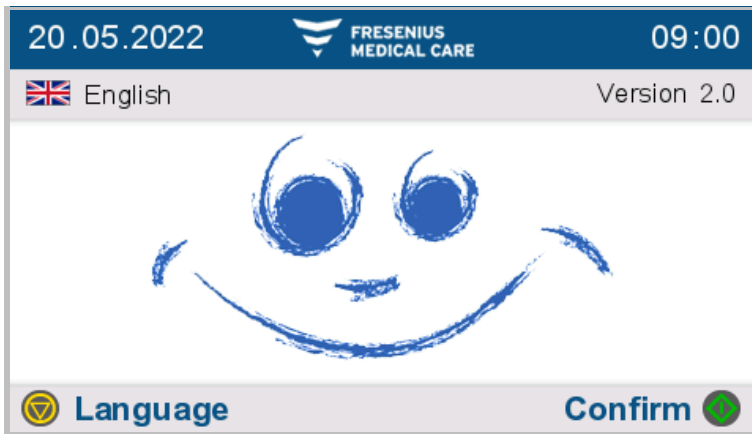 20.05.2022
FRESENIUS
MEDICAL CARE
09:00
English
Version 2.0
Language
Confirm